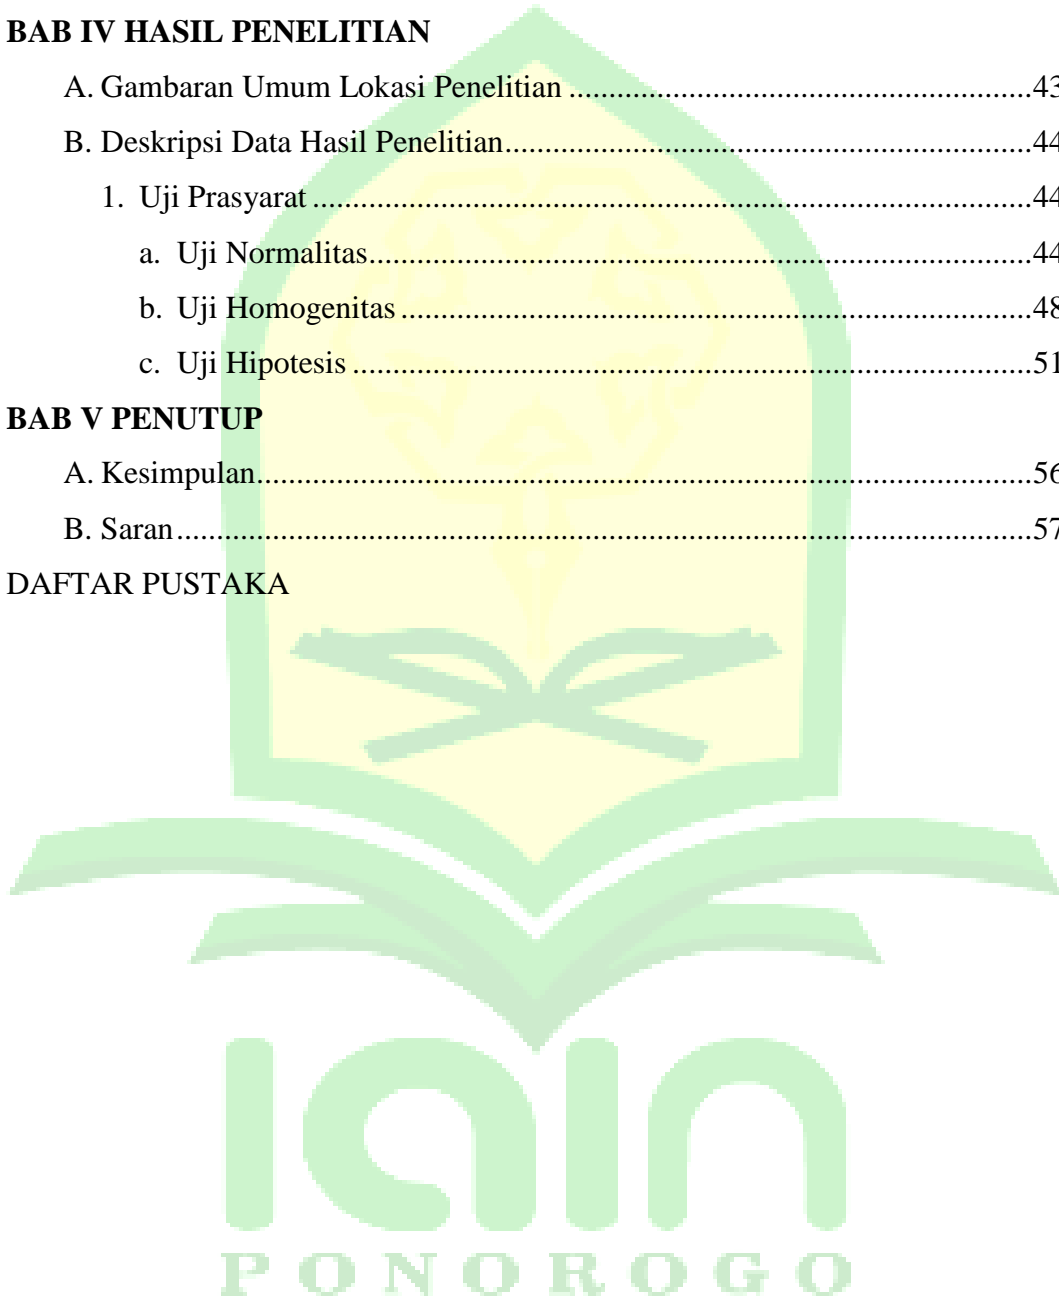 BAB IV HASIL PENELITIAN
A. Gambaran Umum Lokasi Penelitian ..........................................................43
B. Deskripsi Data Hasil Penelitian..................................................................44
1. Uji Prasyarat ..........................................................................................44
a. Uji Normalitas...................................................................................44
b. Uji Homogenitas ...............................................................................48
c. Uji Hipotesis .....................................................................................51
BAB V PENUTUP
A. Kesimpulan.................................................................................................56
B. Saran...........................................................................................................57
DAFTAR PUSTAKA
iain
PONOROGO